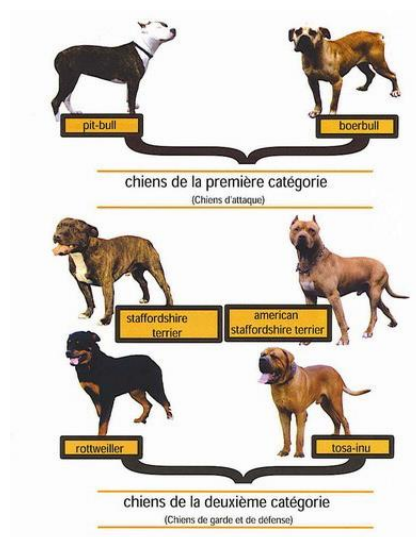 pit-bull
boerbull
chiens de la première catégorie
(Chiens d'attaque)
staffordshire
terrier
american
staffordshire terrier
rottweiller
tosa-inu
chiens de la deuxième catégorie
(Chiens de garde et de défense)